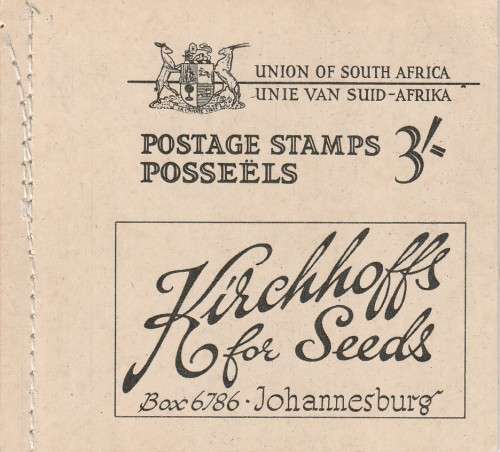 UNION OF SOUTH AFRICA
UNIE VAN SUID-AFRIKA
POSTAGE STAMPS 3/=
POSSEËLS
Kirchhoffs
for Seeds
Box 6786 · Johannesburg